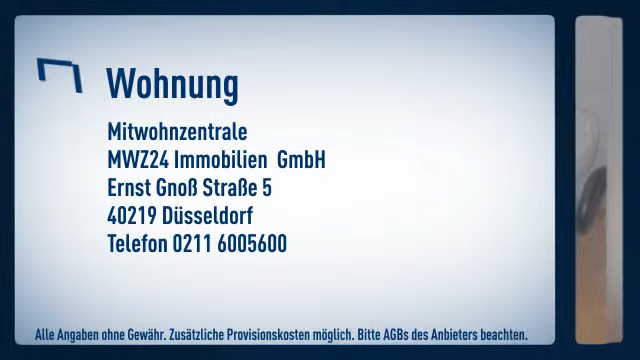 Wohnung
Mitwohnzentrale
MWZ24 Immobilien GmbH
Ernst Gnoß Straße 5
40219 Düsseldorf
Telefon 0211 6005600
Alle Angaben ohne Gewähr. Zusätzliche Provisionskosten möglich. Bitte AGBs des Anbieters beachten.